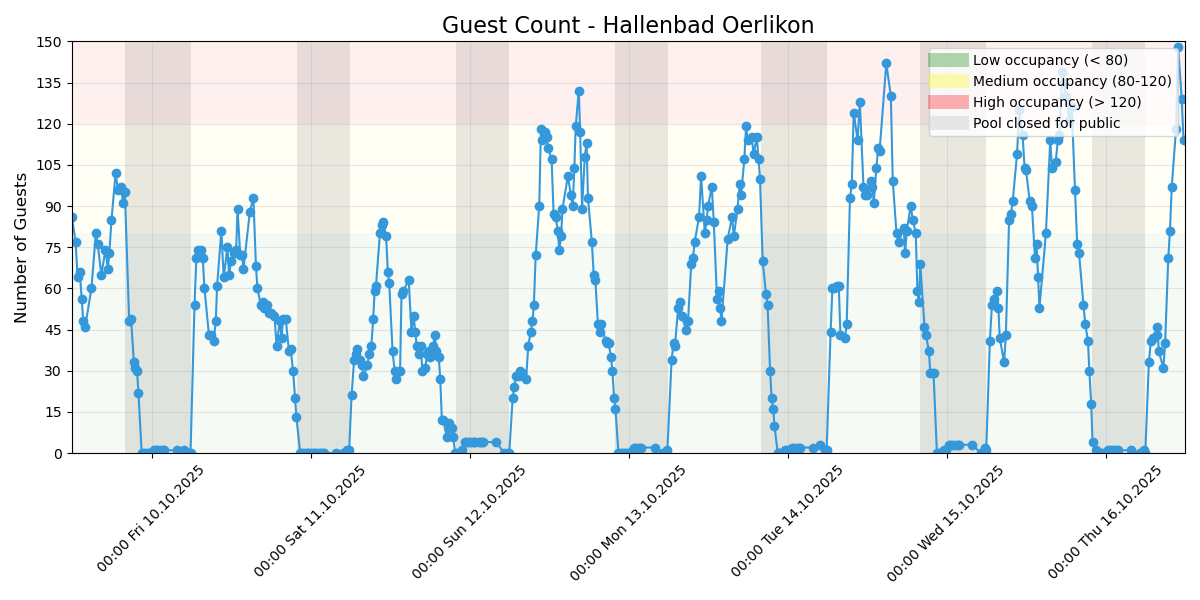 Guest Count - Hallenbad Oerlikon
Number of Guests
150
135
120
105
90
75
60
45
30
15
0
Low occupancy (< 80)
Medium occupancy (80-120)
High occupancy (> 120)
Pool closed for public
00:00 Fri 10.10.2025
00:00 Sat 11.10.2025
00:00 Sun 12.10.2025
00:00 Mon 13.10.2025
00:00 Tue 14.10.2025
00:00 Wed 15.10.2025
00:00 Thu 16.10.2025